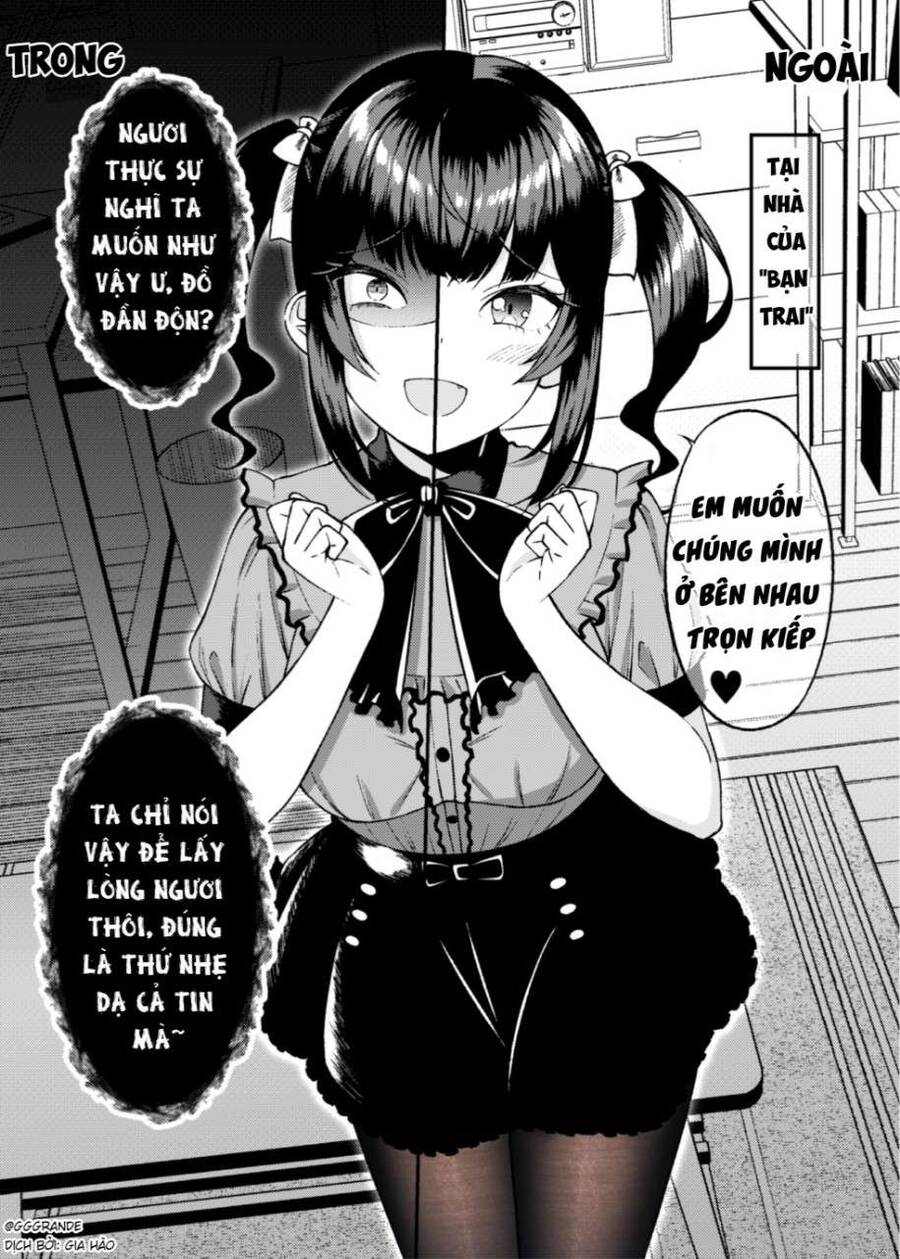 TRONG
NGOÀI
NGƯƠI
THỰC SỰ
NGHĨ TA
MUỐN NHƯ
VẬY Ư, ĐỒ
ĐẦN ĐỘN?
TẠI
NHÀ
CỦA
"BẠN
TRAI"
EM MUỐN
CHÚNG MÌNH
Ở BÊN NHAU
TRỌN KIẾP
♥
TA CHỈ NÓI
VẬY ĐỂ LẤY
LÒNG NGƯƠI
THÔI, ĐÚNG
LÀ THỨ NHẸ
DẠ CẢ TIN
MÀ~
@GGGRANDE
DỊCH BỞI: GIA HÀO